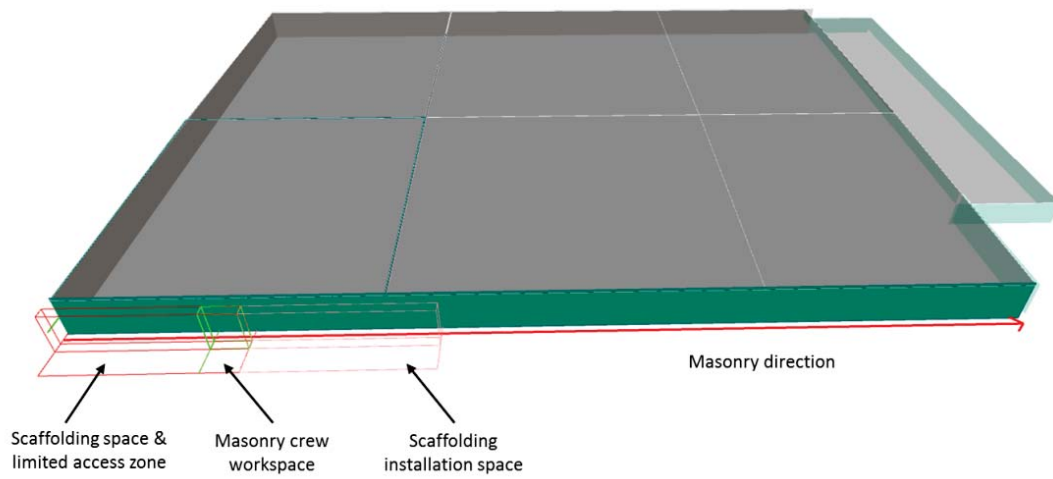 Masonry direction
Scaffolding space &
limited access zone
Masonry crew
workspace
Scaffolding
installation space